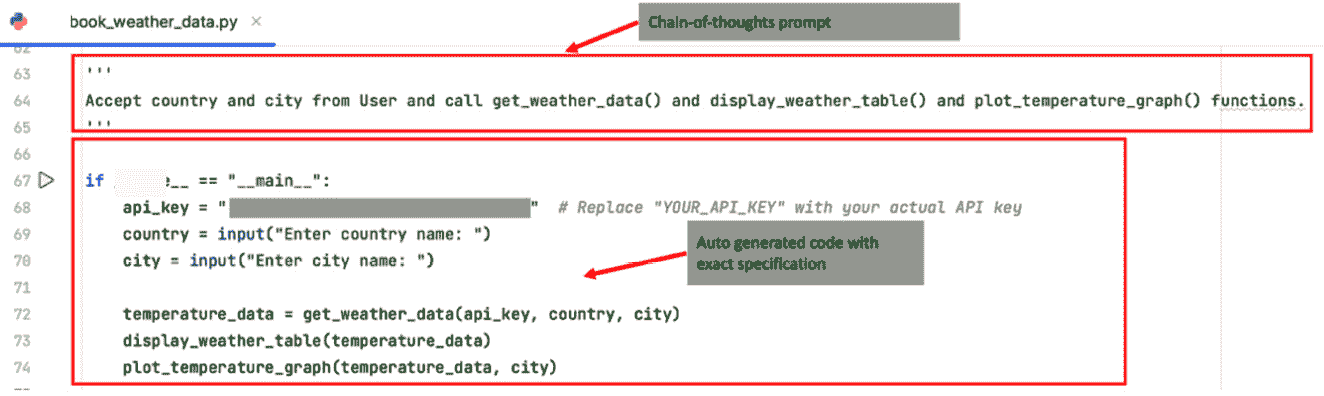 book_weather_data.py ×
Chain-of-thoughts prompt
62
63 '''
64 Accept country and city from User and call get_weather_data() and display_weather_table() and plot_temperature_graph() functions.
65 '''
66
67 if e__ == "__main__":
68 api_key = " " # Replace "YOUR_API_KEY" with your actual API key
69 country = input("Enter country name: ")
70 city = input("Enter city name: ")
Auto generated code with
exact specification
71
72 temperature_data = get_weather_data(api_key, country, city)
73 display_weather_table(temperature_data)
74 plot_temperature_graph(temperature_data, city)